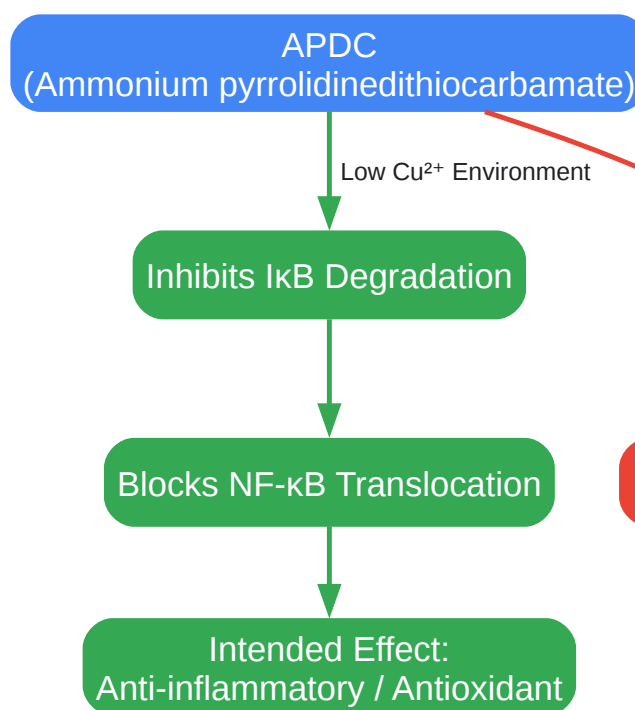 APDC
(Ammonium pyrrolidinedithiocarbamate)
Low Cu²⁺ Environment
Inhibits IκB Degradation
Blocks NF-κB Translocation
Intended Effect:
Anti-inflammatory / Antioxidant